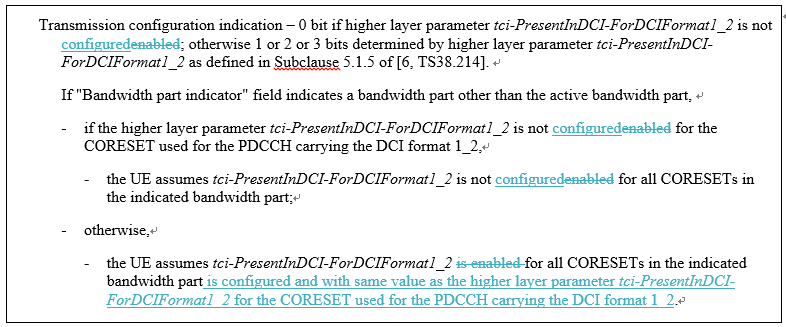 Transmission configuration indication – 0 bit if higher layer parameter tci-PresentInDCI-ForDCIFormat1_2 is not
configuredenabled; otherwise 1 or 2 or 3 bits determined by higher layer parameter tci-PresentInDCI-
ForDCIFormat1_2 as defined in Subclause 5.1.5 of [6, TS38.214].
If "Bandwidth part indicator" field indicates a bandwidth part other than the active bandwidth part,
- if the higher layer parameter tci-PresentInDCI-ForDCIFormat1_2 is not configuredenabled for the
CORESET used for the PDCCH carrying the DCI format 1_2,
- the UE assumes tci-PresentInDCI-ForDCIFormat1_2 is not configuredenabled for all CORESETs in
the indicated bandwidth part;
- otherwise,
- the UE assumes tci-PresentInDCI-ForDCIFormat1_2 is enabled for all CORESETs in the indicated
bandwidth part is configured and with same value as the higher layer parameter tci-PresentInDCI-
ForDCIFormat1_2 for the CORESET used for the PDCCH carrying the DCI format 1_2.